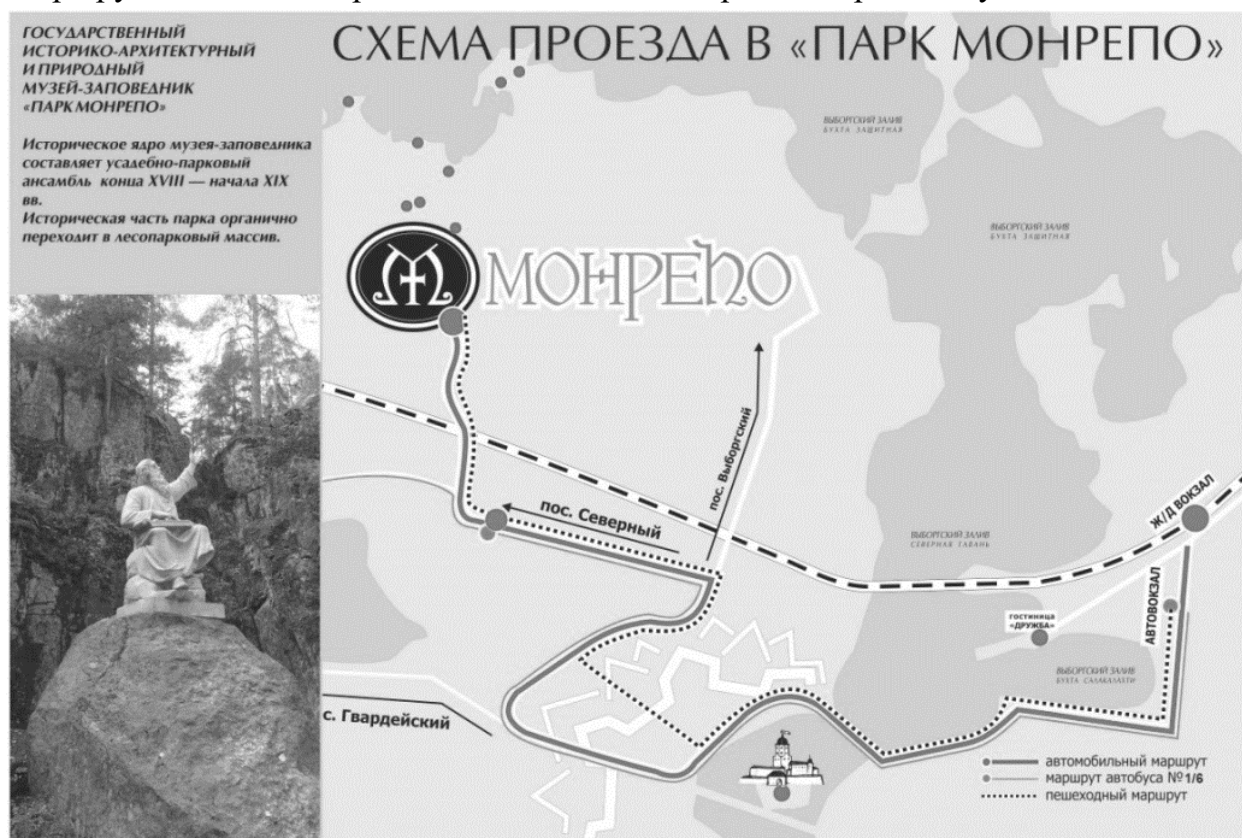 СХЕМА ПРОЕЗДА В «ПАРК МОНРЕПО»
ГОСУДАРСТВЕННЫЙ
ИСТОРИКО-АРХИТЕКТУРНЫЙ
И ПРИРОДНЫЙ
МУЗЕЙ-ЗАПОВЕДНИК
«ПАРК МОНРЕПО»
Историческое ядро музея-заповедника
составляет усадебно-парковый
ансамбль конца XVIII — начала XIX
вв.
Историческая часть парка органично
переходит в лесопарковый массив.
ВЫБОРГСКИЙ ЗАЛИВ
БУХТА ЗАЩИТНАЯ
ВЫБОРГСКИЙ ЗАЛИВ
БУХТА ЗАЩИТНАЯ
М МОНРЕПО
пос. Выборгский
пос. Северный
Ж/Д ВОКЗАЛ
ВЫБОРГСКИЙ ЗАЛИВ
СЕВЕРНАЯ ГАВАНЬ
АВТОВОКЗАЛ
ГОСТИНИЦА
«ДРУЖБА»
ВЫБОРГСКИЙ ЗАЛИВ
БУХТА САЛАКАЛАХТИ
с. Гвардейский
автомобильный маршрут
маршрут автобуса №1/6
пешеходный маршрут